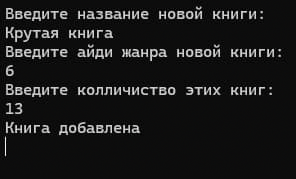 Введите название новой книги:
Крутая книга
Введите айди жанра новой книги:
6
Введите колличиство этих книг:
13
Книга добавлена